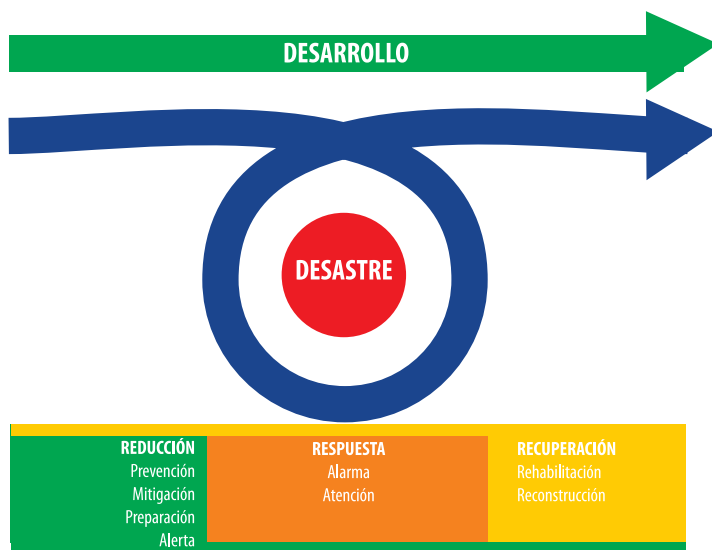 DESARROLLO
DESASTRE
REDUCCIÓN
Prevención
Mitigación
Preparación
Alerta
RESPUESTA
Alarma
Atención
RECUPERACIÓN
Rehabilitación
Reconstrucción